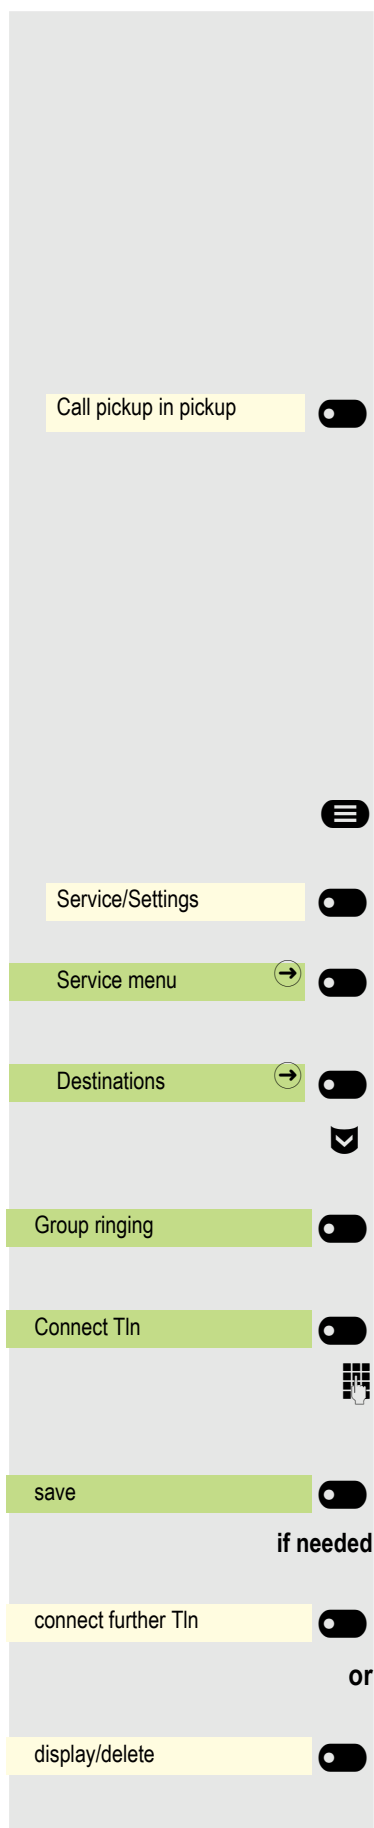 Call pickup in pickup
Service/Settings
Service menu
Destinations
Group ringing
Connect Tln
save
if needed
connect further Tln
or
display/delete